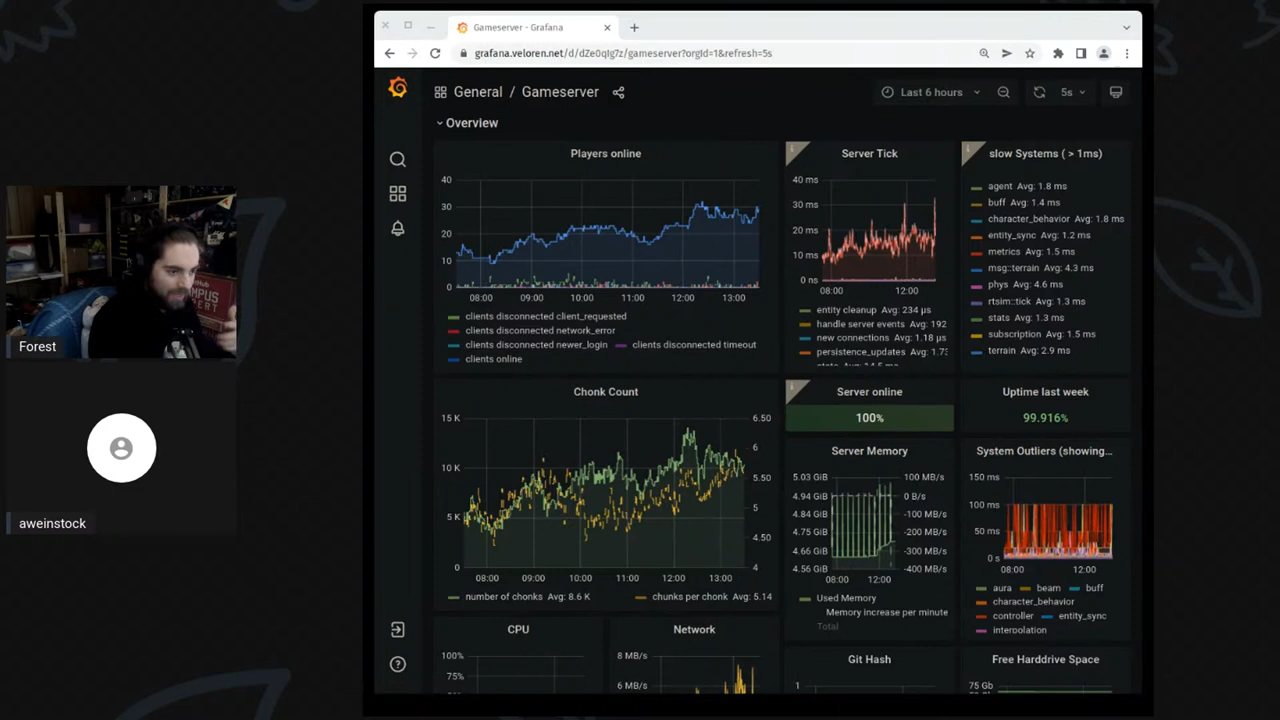 Gameserver - Grafana
grafana.veloren.net/d/dZe0qIg7z/gameserver?orgId=1&refresh=5s
General / Gameserver
Last 6 hours
5s
Overview
Players online
40
30
20
10
0
08:00 09:00 10:00 11:00 12:00 13:00
clients disconnected client_requested
clients disconnected network_error
clients disconnected newer_login clients disconnected timeout
clients online
Server Tick
40 ms
30 ms
20 ms
10 ms
0 ns
08:00 12:00
entity cleanup Avg: 234 µs
handle server events Avg: 192
new connections Avg: 1.18 µs
persistence_updates Avg: 1.73
slow Systems ( > 1ms)
agent Avg: 1.8 ms
buff Avg: 1.4 ms
character_behavior Avg: 1.8 ms
entity_sync Avg: 1.2 ms
metrics Avg: 1.5 ms
msg::terrain Avg: 4.3 ms
phys Avg: 4.6 ms
rtsim::tick Avg: 1.3 ms
stats Avg: 1.3 ms
subscription Avg: 1.5 ms
terrain Avg: 2.9 ms
Forest
Chonk Count
15 K
10 K
5 K
0
6.50
6
5.50
5
4.50
4
08:00 09:00 10:00 11:00 12:00 13:00
number of chonks Avg: 8.6 K chunks per chonk Avg: 5.14
Server online
100%
Uptime last week
99.916%
Server Memory
5.03 GiB
4.94 GiB
4.84 GiB
4.75 GiB
4.66 GiB
4.56 GiB
100 MB/s
0 B/s
-100 MB/s
-200 MB/s
-300 MB/s
-400 MB/s
08:00 12:00
Used Memory
Memory increase per minute
Total
System Outliers (showing...
150 ms
100 ms
50 ms
0 s
08:00 12:00
aura beam buff
character_behavior
controller entity_sync
interpolation
aweinstock
CPU
100%
75%
Network
8 MB/s
6 MB/s
Git Hash
1
Free Harddrive Space
75 Gb